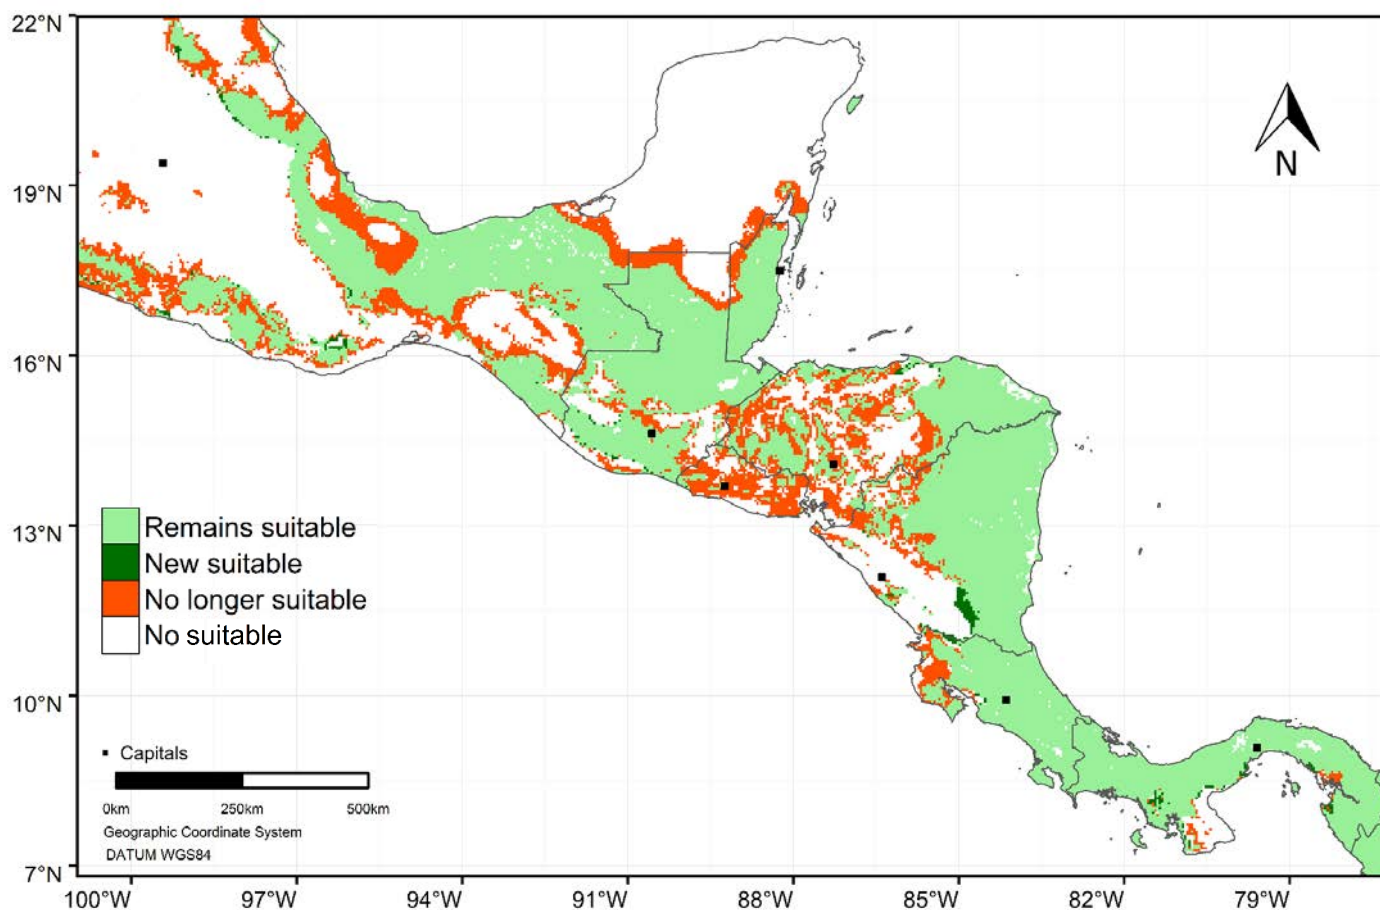 22°N
19°N
16°N
13°N
10°N
7°N
N
Remains suitable
New suitable
No longer suitable
No suitable
Capitals
0km 250km 500km
Geographic Coordinate System
DATUM WGS84
100°W 97°W 94°W 91°W 88°W 85°W 82°W 79°W